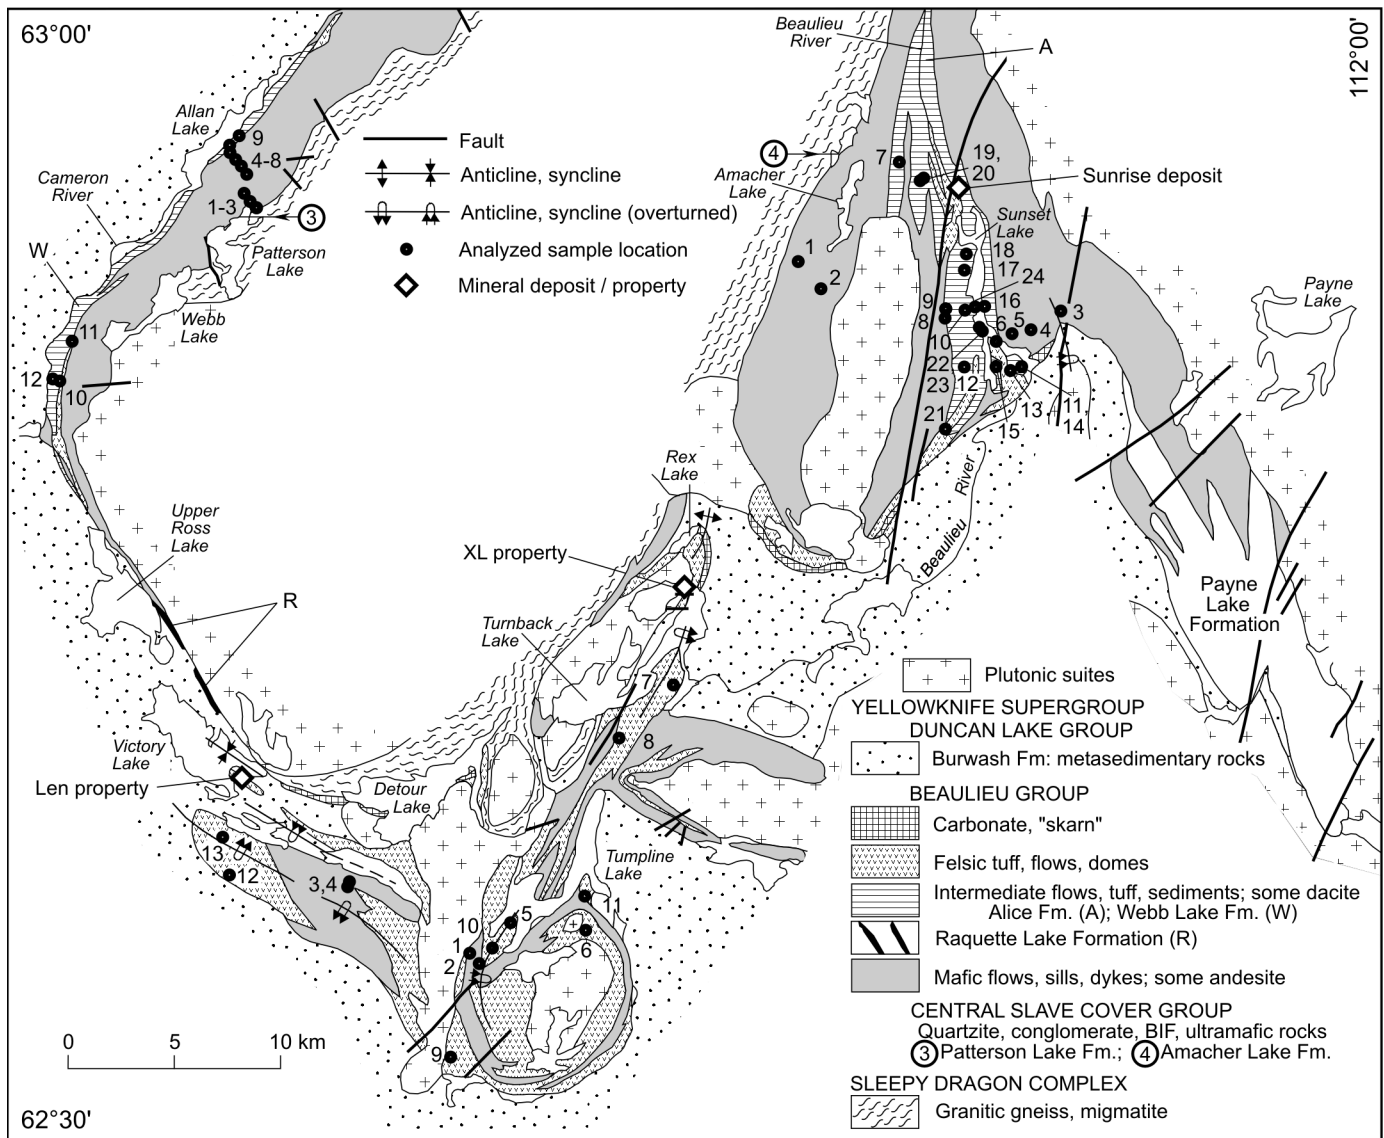 63°00'
Beaulieu
River
A
112°00'
Allan
Lake
9
4-8
1-3
3
Cameron
River
W
Patterson
Lake
Webb
Lake
11
12
10
Fault
Anticline, syncline
Anticline, syncline (overturned)
Analyzed sample location
Mineral deposit / property
4
Amacher
Lake
7
19,
20
Sunrise deposit
Sunset
Lake
1
2
18
17
24
16
9
8
6
5
4
3
10
22
23
12
13
11,
14
21
15
Payne
Lake
River
Beaulieu
Rex
Lake
XL property
Upper
Ross
Lake
R
Turnback
Lake
7
8
Payne
Lake
Formation
Victory
Lake
Len property
Detour
Lake
13
12
3,4
Tumpline
Lake
5
10
1
2
11
6
9
0 5 10 km
62°30'
Plutonic suites
YELLOWKNIFE SUPERGROUP
DUNCAN LAKE GROUP
Burwash Fm: metasedimentary rocks
BEAULIEU GROUP
Carbonate, "skarn"
Felsic tuff, flows, domes
Intermediate flows, tuff, sediments; some dacite
Alice Fm. (A); Webb Lake Fm. (W)
Raquette Lake Formation (R)
Mafic flows, sills, dykes; some andesite
CENTRAL SLAVE COVER GROUP
Quartzite, conglomerate, BIF, ultramafic rocks
3 Patterson Lake Fm.; 4 Amacher Lake Fm.
SLEEPY DRAGON COMPLEX
Granitic gneiss, migmatite